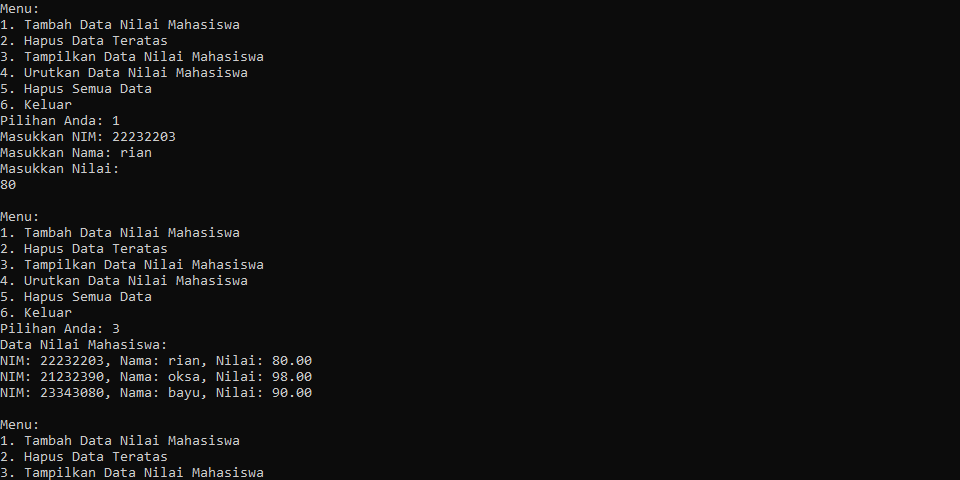 Menu:
1. Tambah Data Nilai Mahasiswa
2. Hapus Data Teratas
3. Tampilkan Data Nilai Mahasiswa
4. Urutkan Data Nilai Mahasiswa
5. Hapus Semua Data
6. Keluar
Pilihan Anda: 1
Masukkan NIM: 22232203
Masukkan Nama: rian
Masukkan Nilai:
80
Menu:
1. Tambah Data Nilai Mahasiswa
2. Hapus Data Teratas
3. Tampilkan Data Nilai Mahasiswa
4. Urutkan Data Nilai Mahasiswa
5. Hapus Semua Data
6. Keluar
Pilihan Anda: 3
Data Nilai Mahasiswa:
NIM: 22232203, Nama: rian, Nilai: 80.00
NIM: 21232390, Nama: oksa, Nilai: 98.00
NIM: 23343080, Nama: bayu, Nilai: 90.00
Menu:
1. Tambah Data Nilai Mahasiswa
2. Hapus Data Teratas
3. Tampilkan Data Nilai Mahasiswa